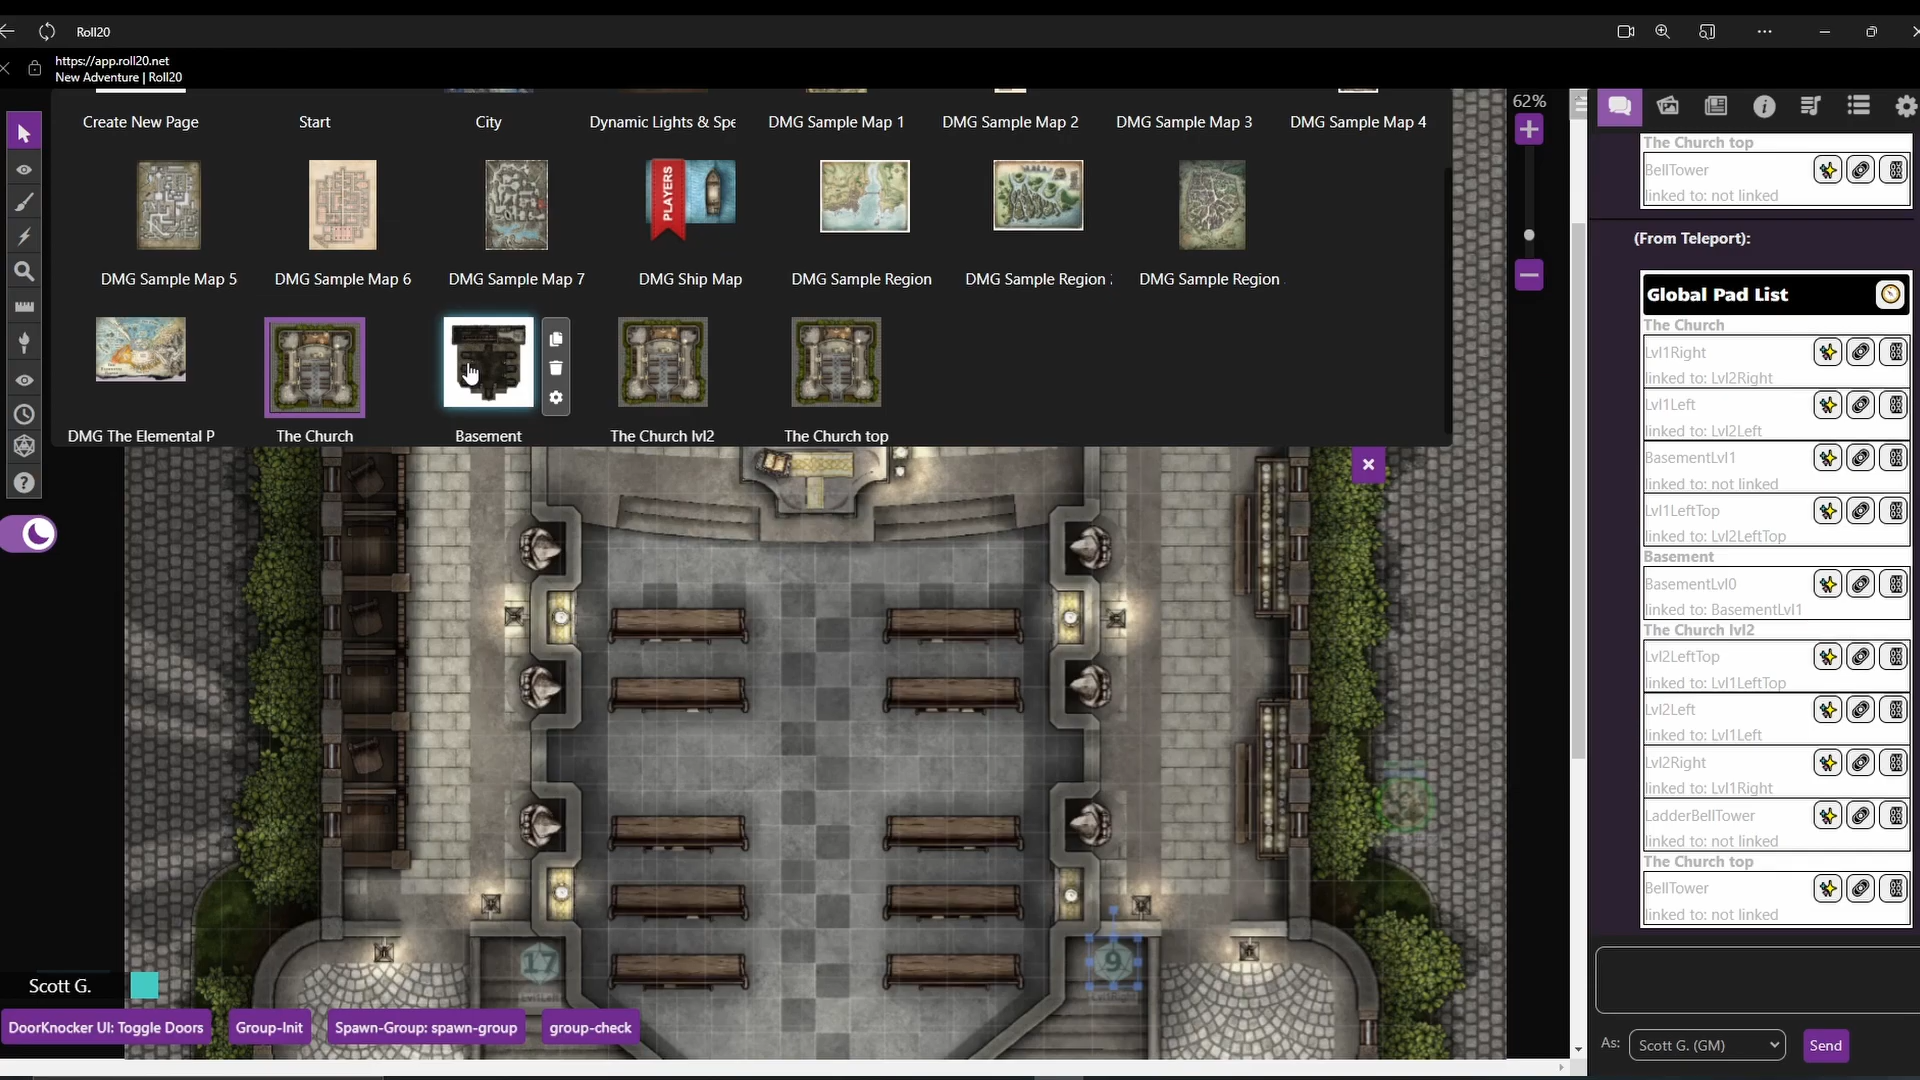 Roll20
https://app.roll20.net
New Adventure | Roll20
Create New Page
Start
City
Dynamic Lights & Spe
DMG Sample Map 1
DMG Sample Map 2
DMG Sample Map 3
DMG Sample Map 4
PLAYERS
DMG Sample Map 5
DMG Sample Map 6
DMG Sample Map 7
DMG Ship Map
DMG Sample Region
DMG Sample Region
DMG Sample Region
DMG The Elemental P
The Church
Basement
The Church lvl2
The Church top
62%
17
9
Scott G.
DoorKnocker UI: Toggle Doors
Group-Init
Spawn-Group: spawn-group
group-check
The Church top
BellTower
linked to: not linked
(From Teleport):
Global Pad List
The Church
Lvl1Right
linked to: Lvl2Right
Lvl1Left
linked to: Lvl2Left
BasementLvl1
linked to: not linked
Lvl1LeftTop
linked to: Lvl2LeftTop
Basement
BasementLvl0
linked to: BasementLvl1
The Church lvl2
Lvl2LeftTop
linked to: Lvl1LeftTop
Lvl2Left
linked to: Lvl1Left
Lvl2Right
linked to: Lvl1Right
LadderBellTower
linked to: not linked
The Church top
BellTower
linked to: not linked
As:
Scott G. (GM)
Send